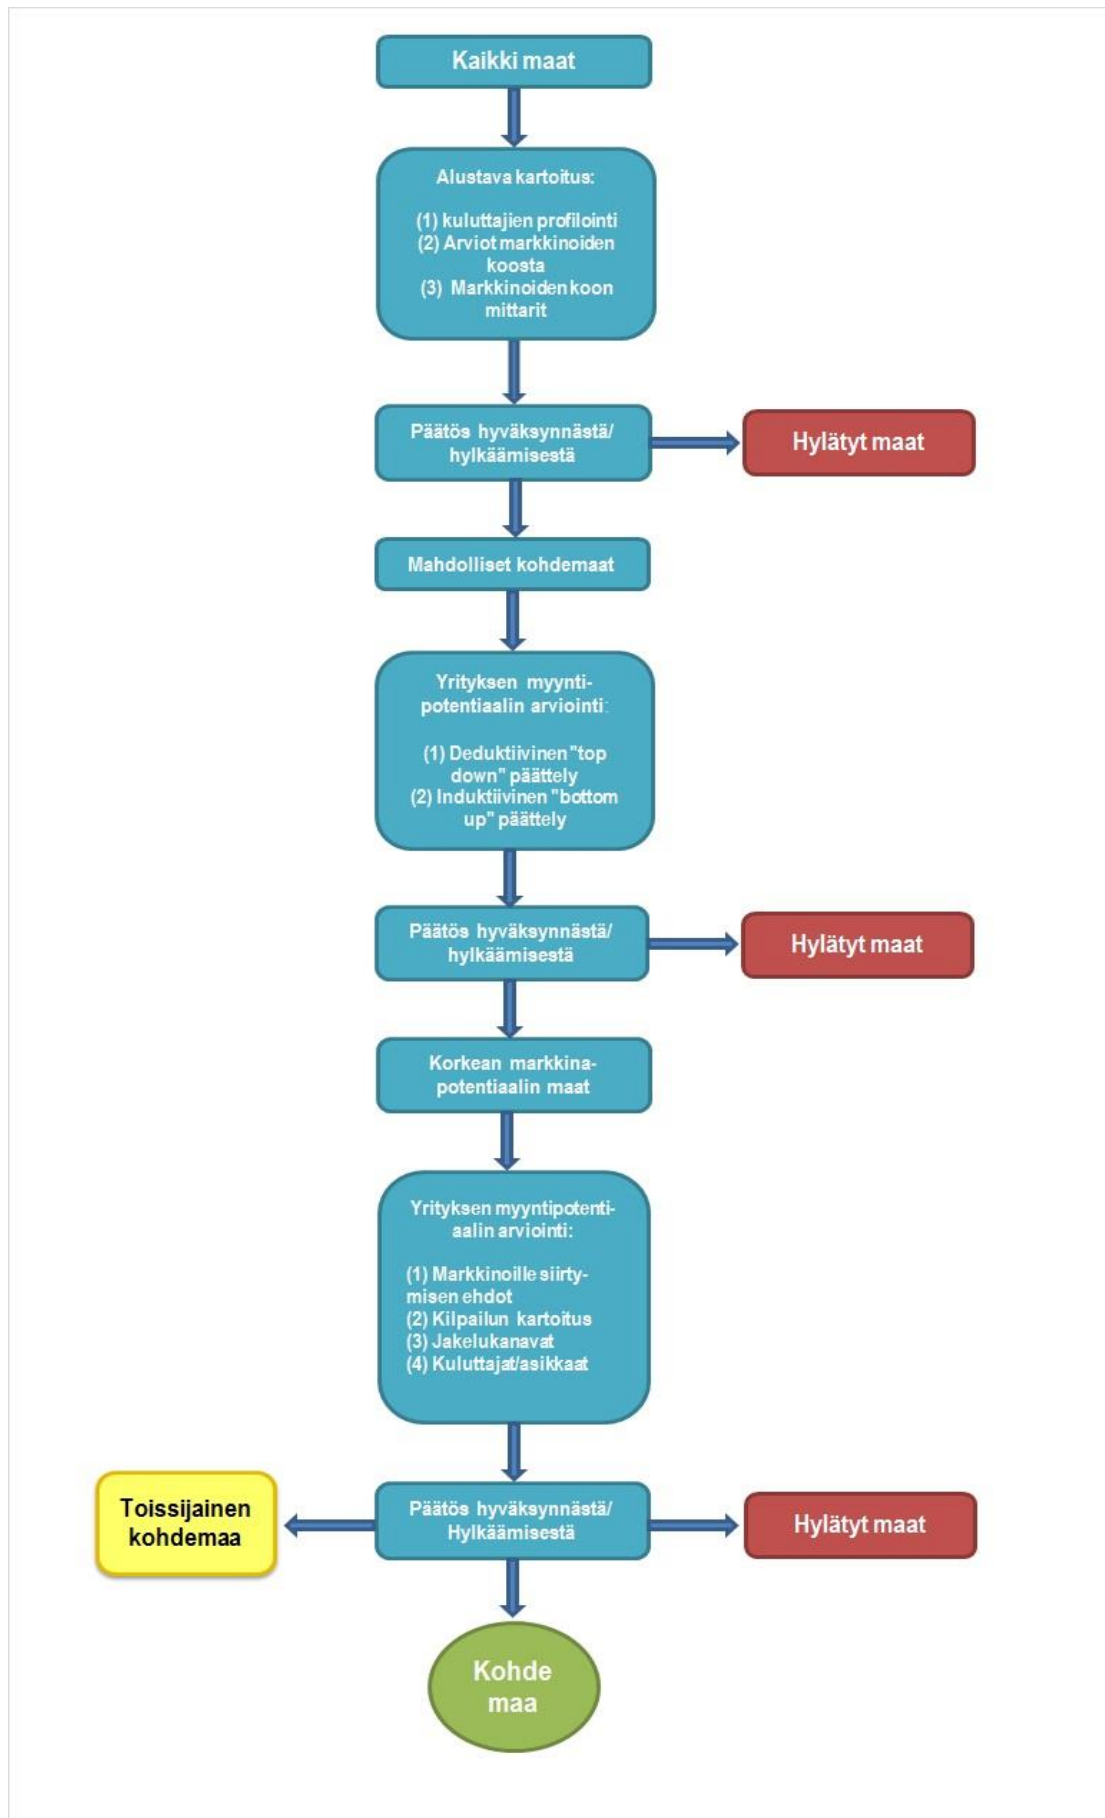 Kaikki maat
Alustava kartoitus:
(1) kuluttajien profilointi
(2) Arviot markkinoiden
koosta
(3) Markkinoiden koon
mittarit
Päätös hyväksynnästä/
hylkäämisestä
Hylätyt maat
Mahdolliset kohdemaat
Yrityksen myynti-
potentiaalin arviointi:
(1) Deduktiivinen "top
down" päättely
(2) Induktiivinen "bottom
up" päättely
Päätös hyväksynnästä/
hylkäämisestä
Hylätyt maat
Korkean markkina-
potentiaalin maat
Yrityksen myyntipotenti-
aalin arviointi:
(1) Markkinoille siirty-
misen ehdot
(2) Kilpailun kartoitus
(3) Jakelukanavat
(4) Kuluttajat/asikkaat
Toissijainen
kohdemaa
Päätös hyväksynnästä/
Hylkäämisestä
Hylätyt maat
Kohde
maa